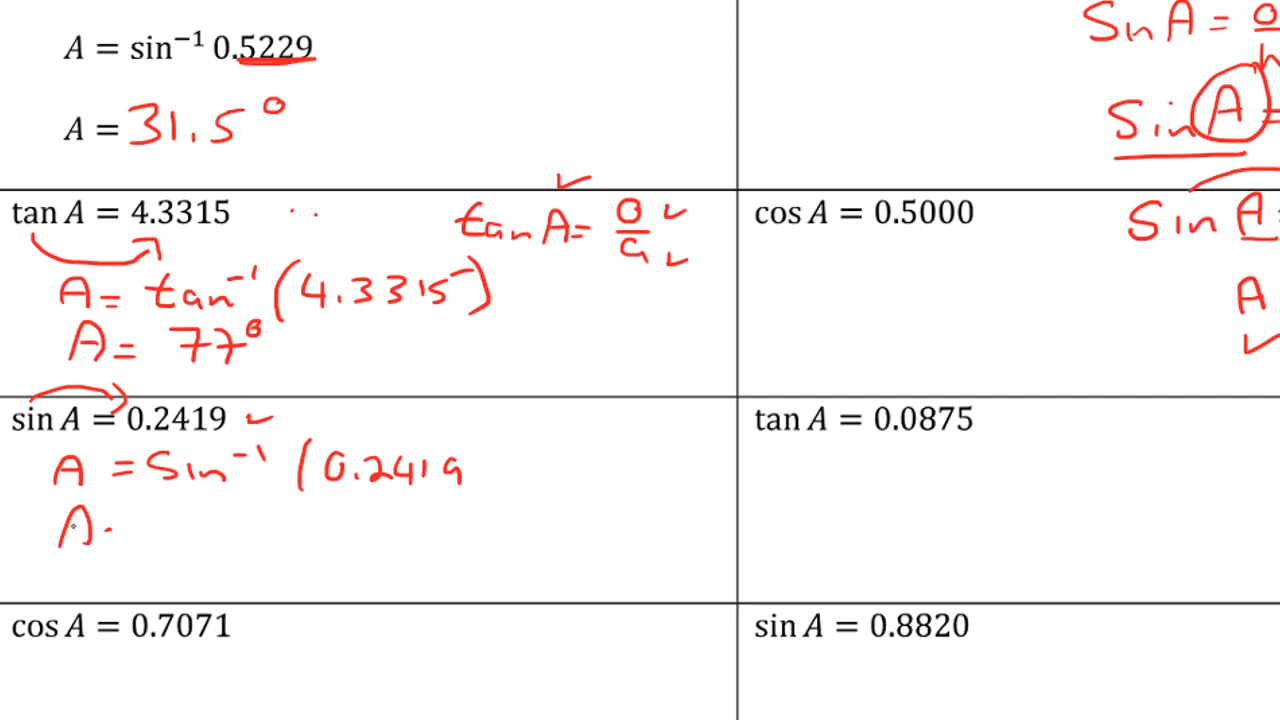 A = sin⁻¹ 0.5229
A = 31.5°
tan A = 4.3315
tan A = o/a
A = tan⁻¹ (4.3315)
A = 77°
sin A = 0.2419
A = Sin⁻¹ (0.2419
A
cos A = 0.7071
Sin A = o/h
Sin A =
cos A = 0.5000
Sin A =
A
tan A = 0.0875
sin A = 0.8820